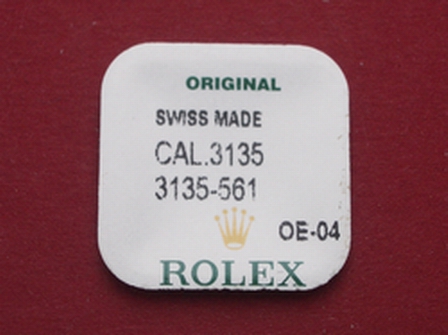 ORIGINAL
SWISS MADE
CAL.3135
3135-561
OE-04
ROLEX